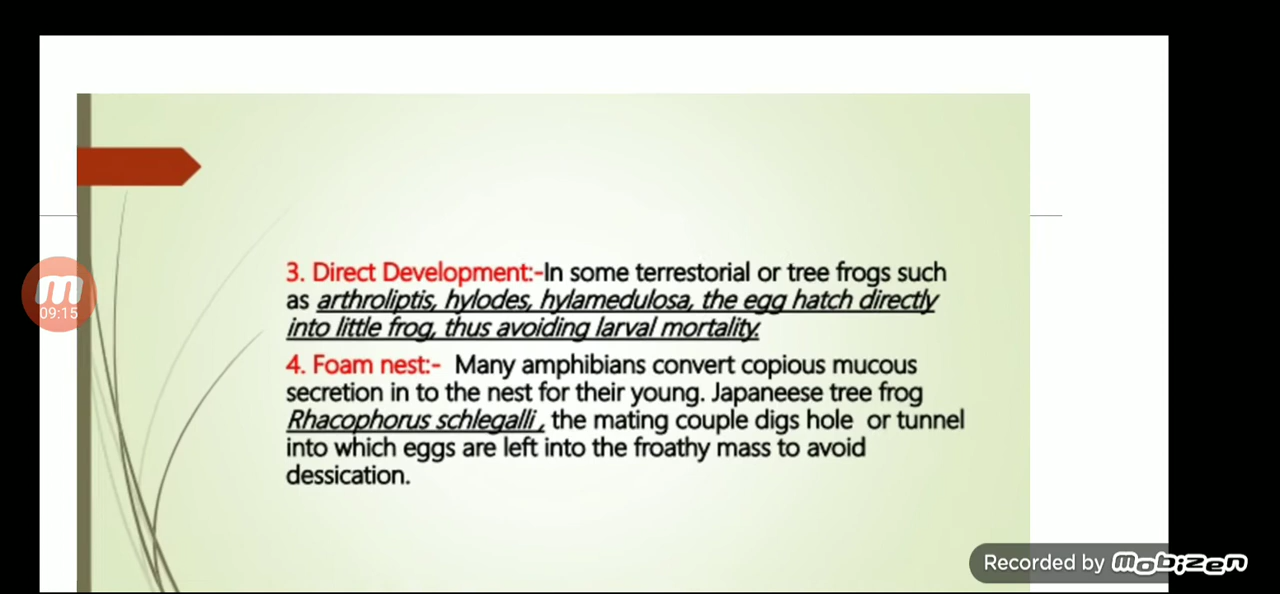 3. Direct Development:-In some terrestorial or tree frogs such
as arthroliptis, hylodes, hylamedulosa, the egg hatch directly
into little frog, thus avoiding larval mortality.
4. Foam nest:- Many amphibians convert copious mucous
secretion in to the nest for their young. Japaneese tree frog
Rhacophorus schlegalli, the mating couple digs hole or tunnel
into which eggs are left into the froathy mass to avoid
dessication.
09:15
Recorded by Mobizen